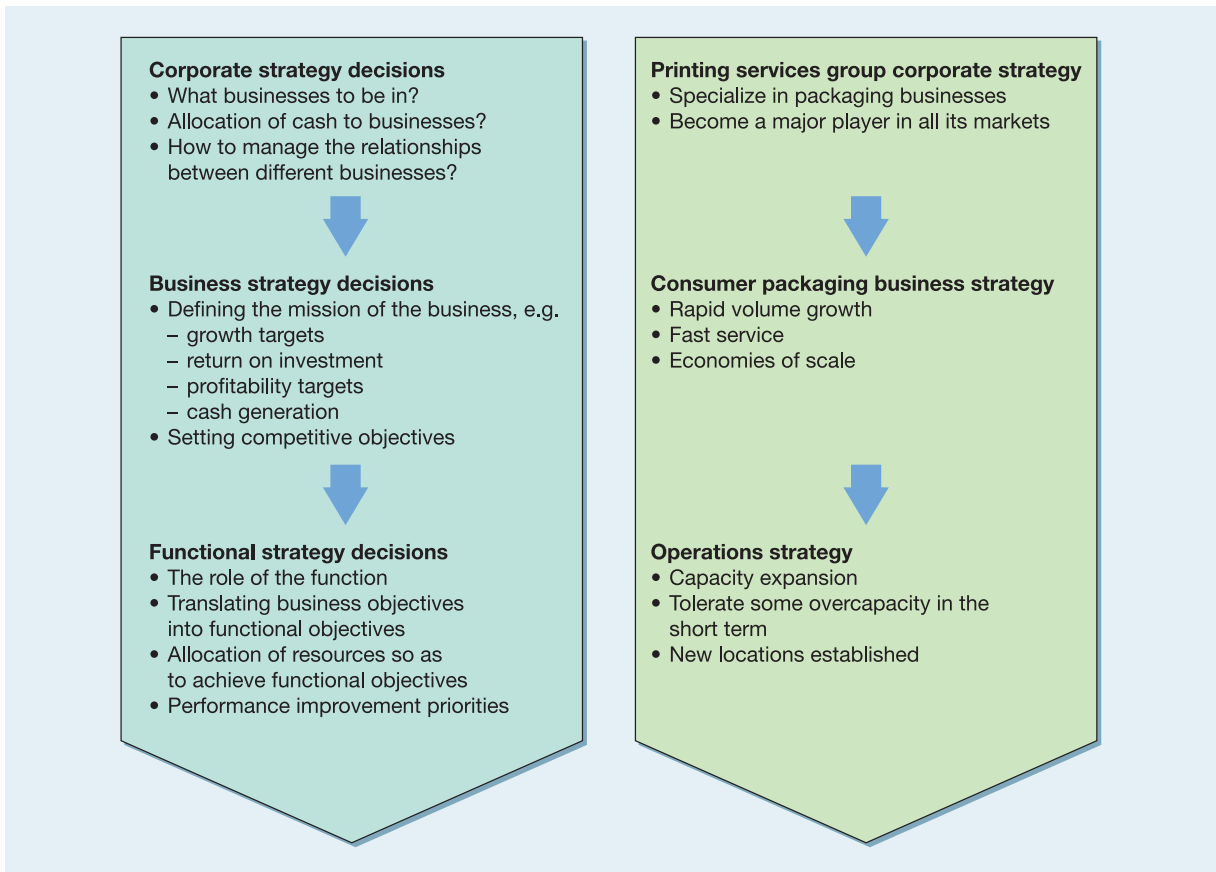 Corporate strategy decisions
• What businesses to be in?
• Allocation of cash to businesses?
• How to manage the relationships
between different businesses?
Business strategy decisions
• Defining the mission of the business, e.g.
– growth targets
– return on investment
– profitability targets
– cash generation
• Setting competitive objectives
Functional strategy decisions
• The role of the function
• Translating business objectives
into functional objectives
• Allocation of resources so as
to achieve functional objectives
• Performance improvement priorities
Printing services group corporate strategy
• Specialize in packaging businesses
• Become a major player in all its markets
Consumer packaging business strategy
• Rapid volume growth
• Fast service
• Economies of scale
Operations strategy
• Capacity expansion
• Tolerate some overcapacity in the
short term
• New locations established